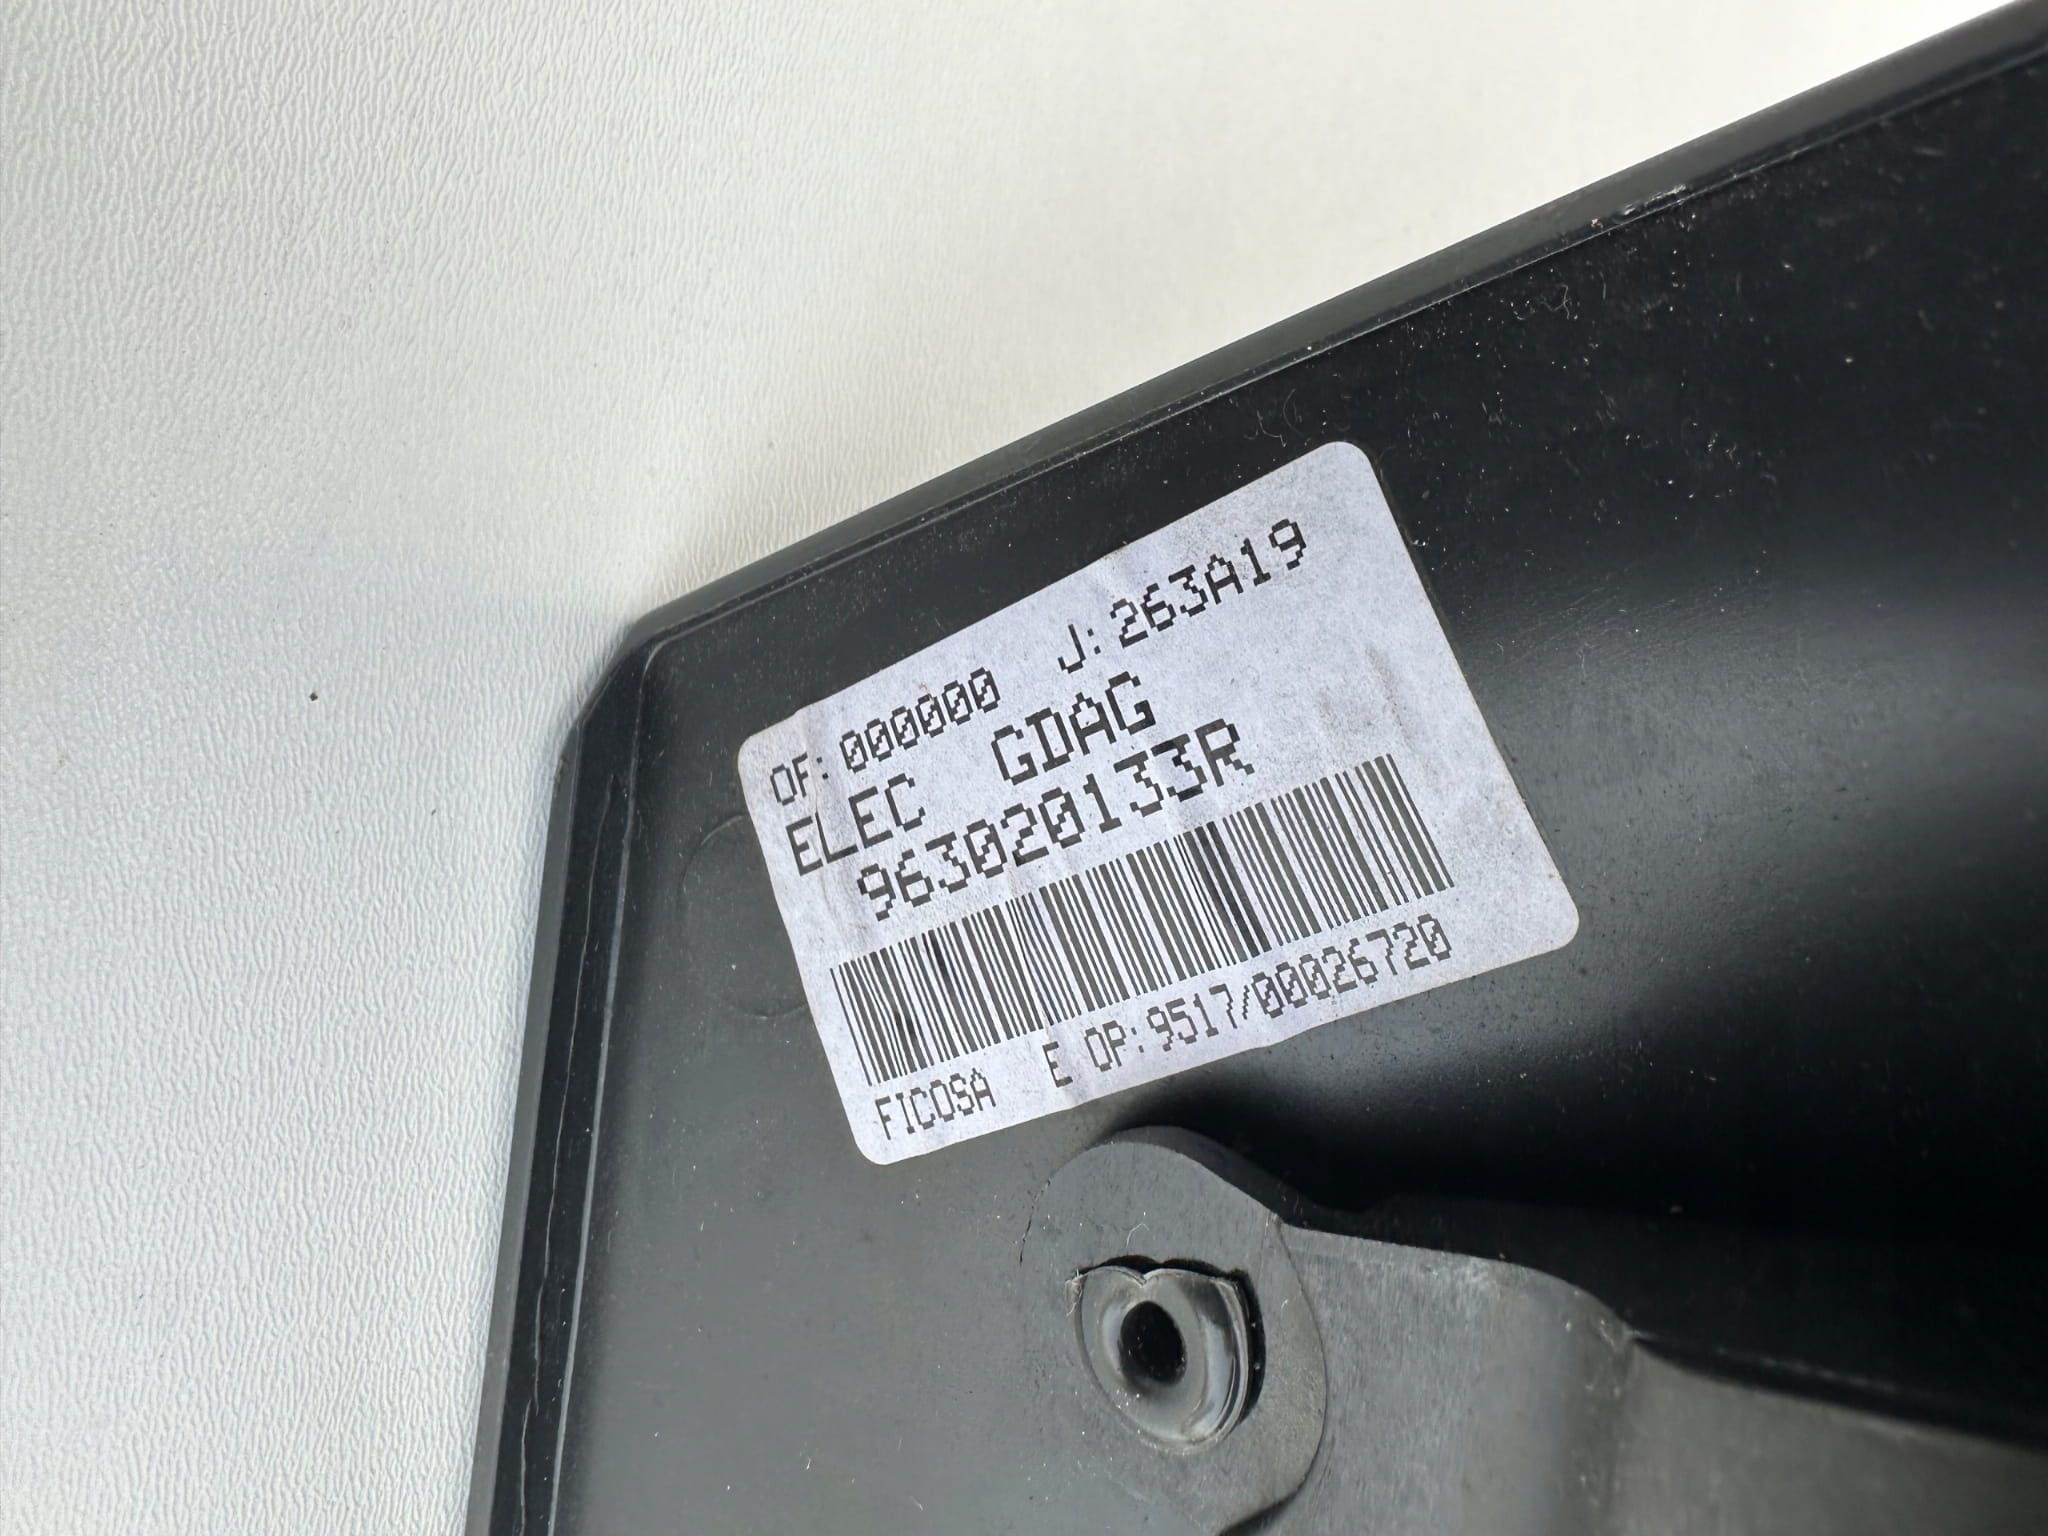 OF: 000000 J: 263A19
ELEC GDAG
963020133R
FICOSA E OP: 9517/00026720